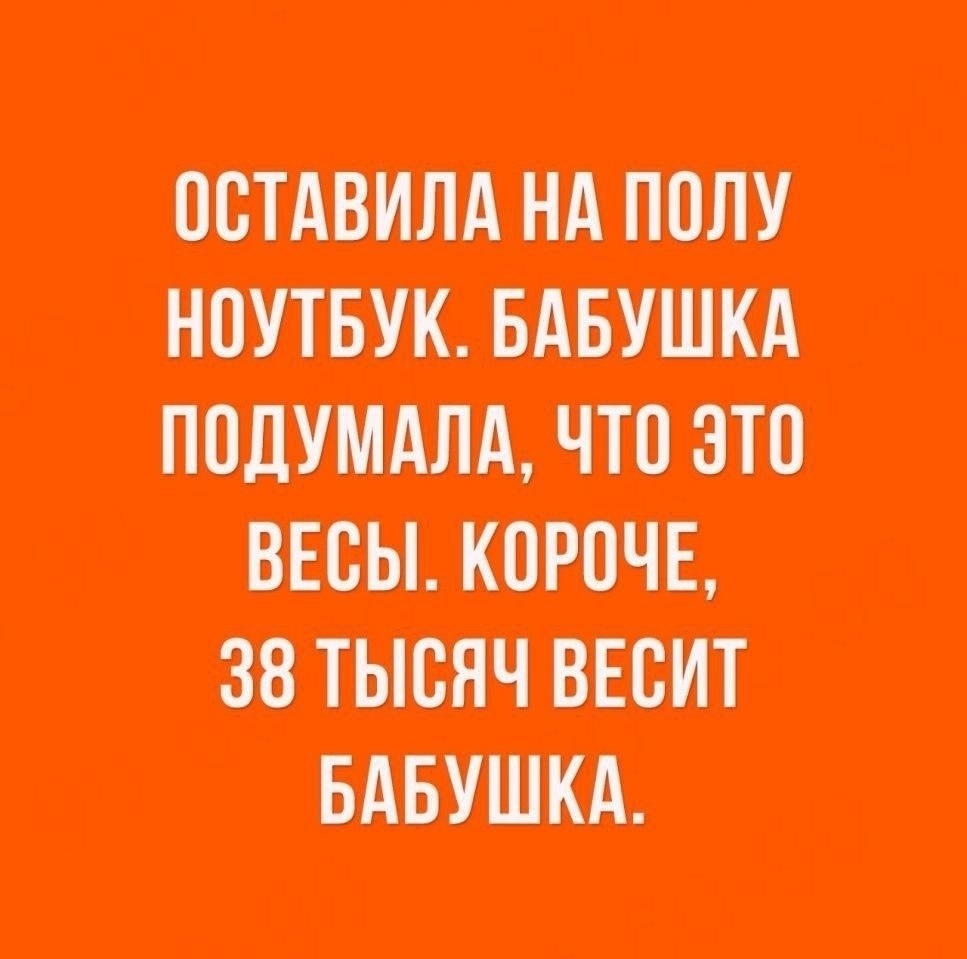 ОСТАВИЛА НА ПОЛУ
НОУТБУК. БАБУШКА
ПОДУМАЛА, ЧТО ЭТО
ВЕСЫ. КОРОЧЕ,
38 ТЫСЯЧ ВЕСИТ
БАБУШКА.